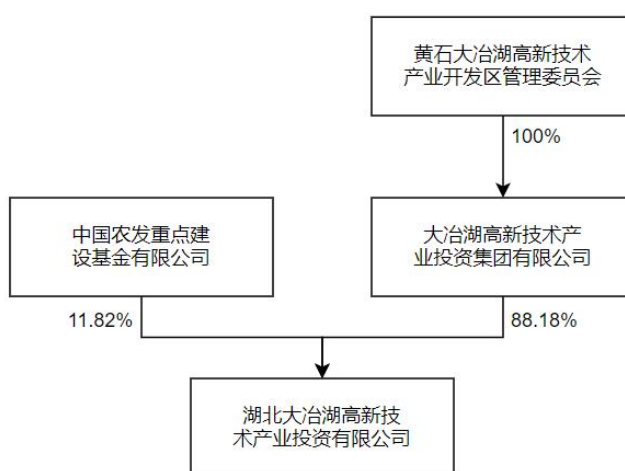 黄石大冶湖高新技术
产业开发区管理委员会
100%
中国农发重点建
设基金有限公司
大冶湖高新技术产
业投资集团有限公司
11.82%
88.18%
湖北大冶湖高新技
术产业投资有限公司